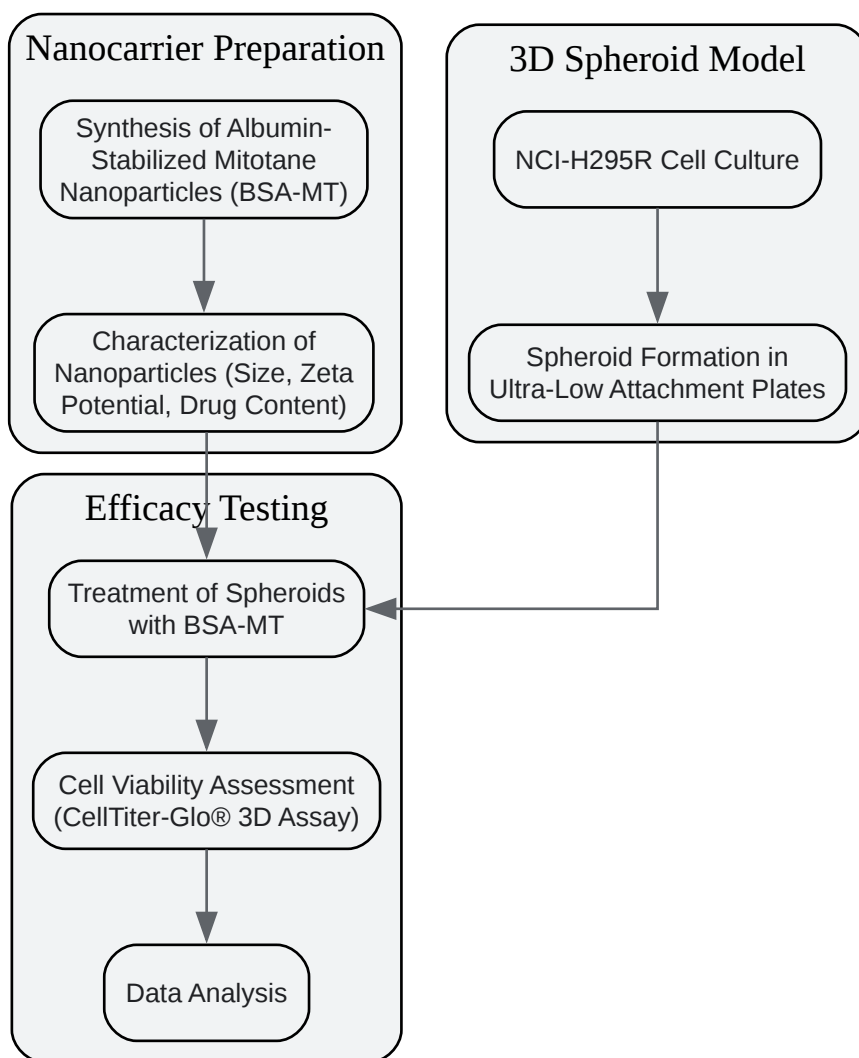 Nanocarrier Preparation
Synthesis of Albumin-
Stabilized Mitotane
Nanoparticles (BSA-MT)
Characterization of
Nanoparticles (Size, Zeta
Potential, Drug Content)
3D Spheroid Model
NCI-H295R Cell Culture
Spheroid Formation in
Ultra-Low Attachment Plates
Efficacy Testing
Treatment of Spheroids
with BSA-MT
Cell Viability Assessment
(CellTiter-Glo® 3D Assay)
Data Analysis